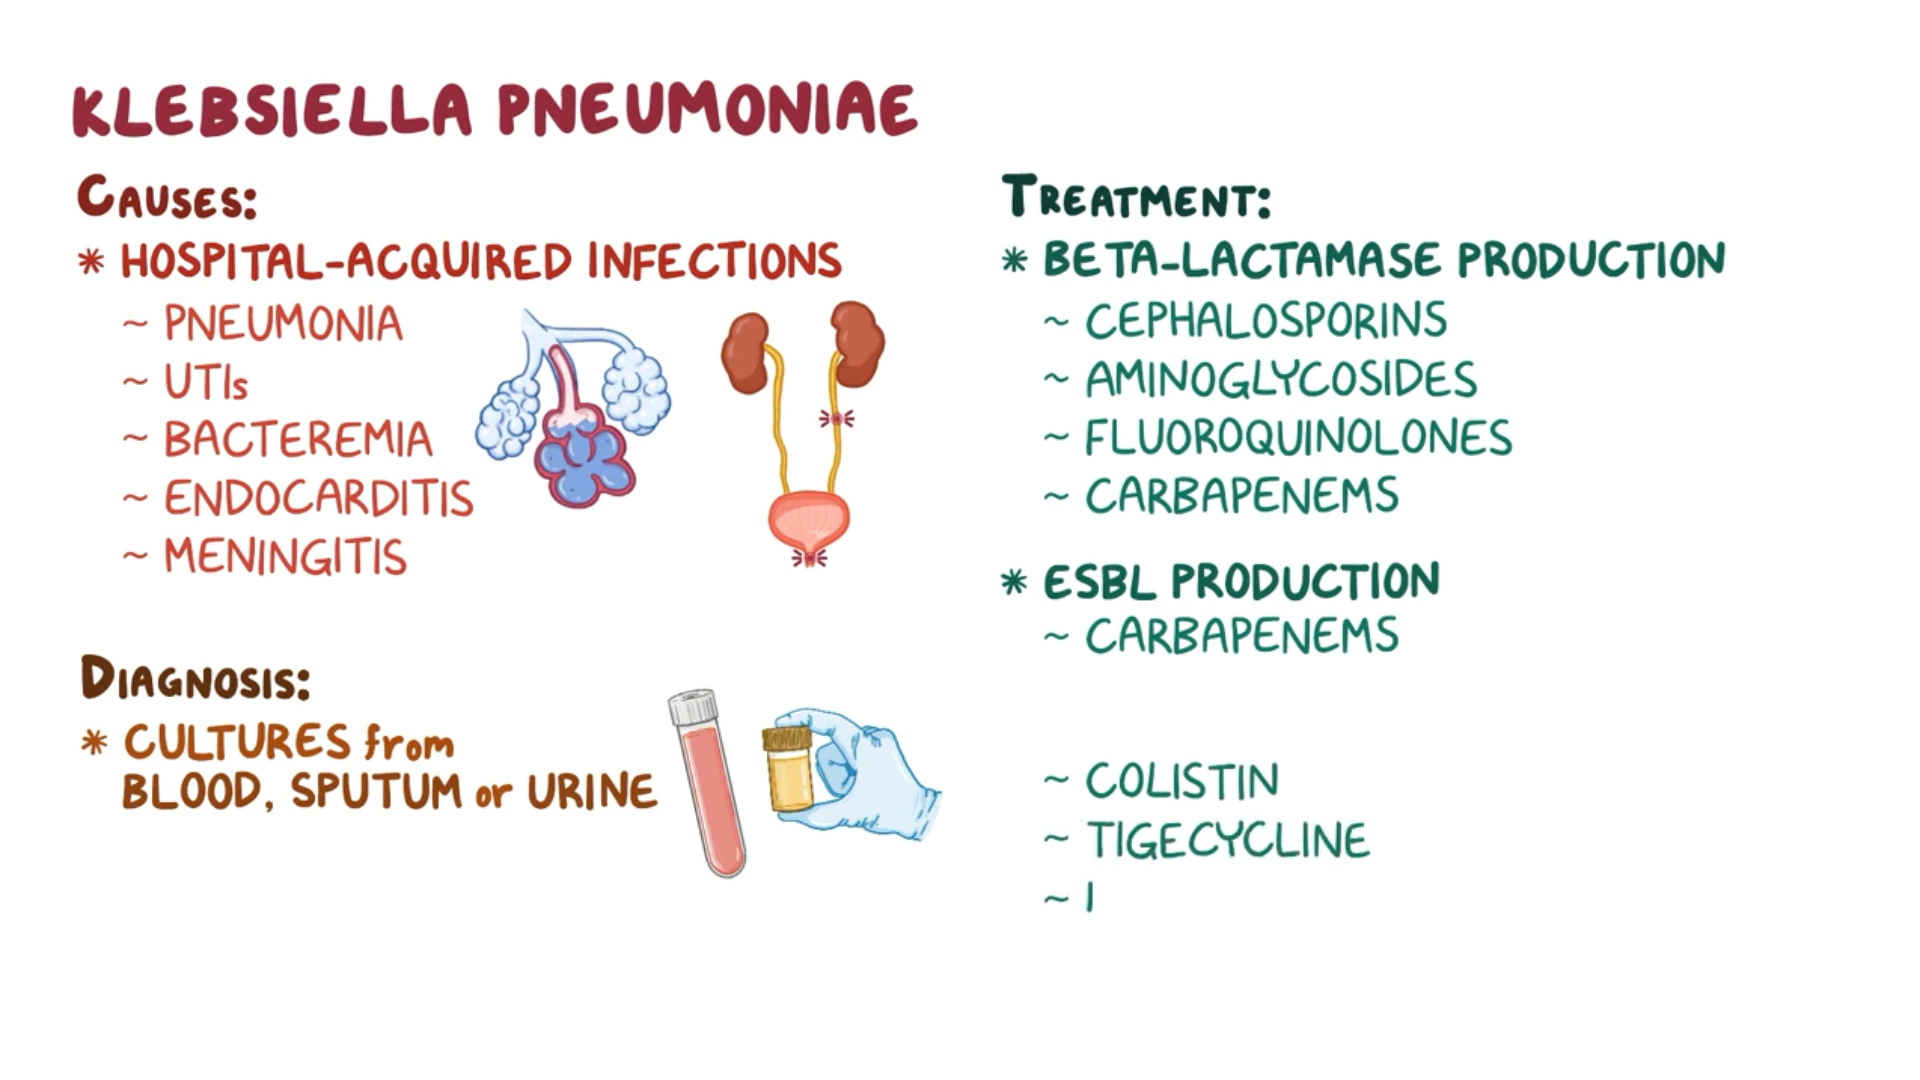 KLEBSIELLA PNEUMONIAE
CAUSES:
* HOSPITAL-ACQUIRED INFECTIONS
~ PNEUMONIA
~ UTIs
~ BACTEREMIA
~ ENDOCARDITIS
~ MENINGITIS
DIAGNOSIS:
* CULTURES from
BLOOD, SPUTUM or URINE
TREATMENT:
* BETA-LACTAMASE PRODUCTION
~ CEPHALOSPORINS
~ AMINOGLYCOSIDES
~ FLUOROQUINOLONES
~ CARBAPENEMS
* ESBL PRODUCTION
~ CARBAPENEMS
~ COLISTIN
~ TIGECYCLINE
~ I